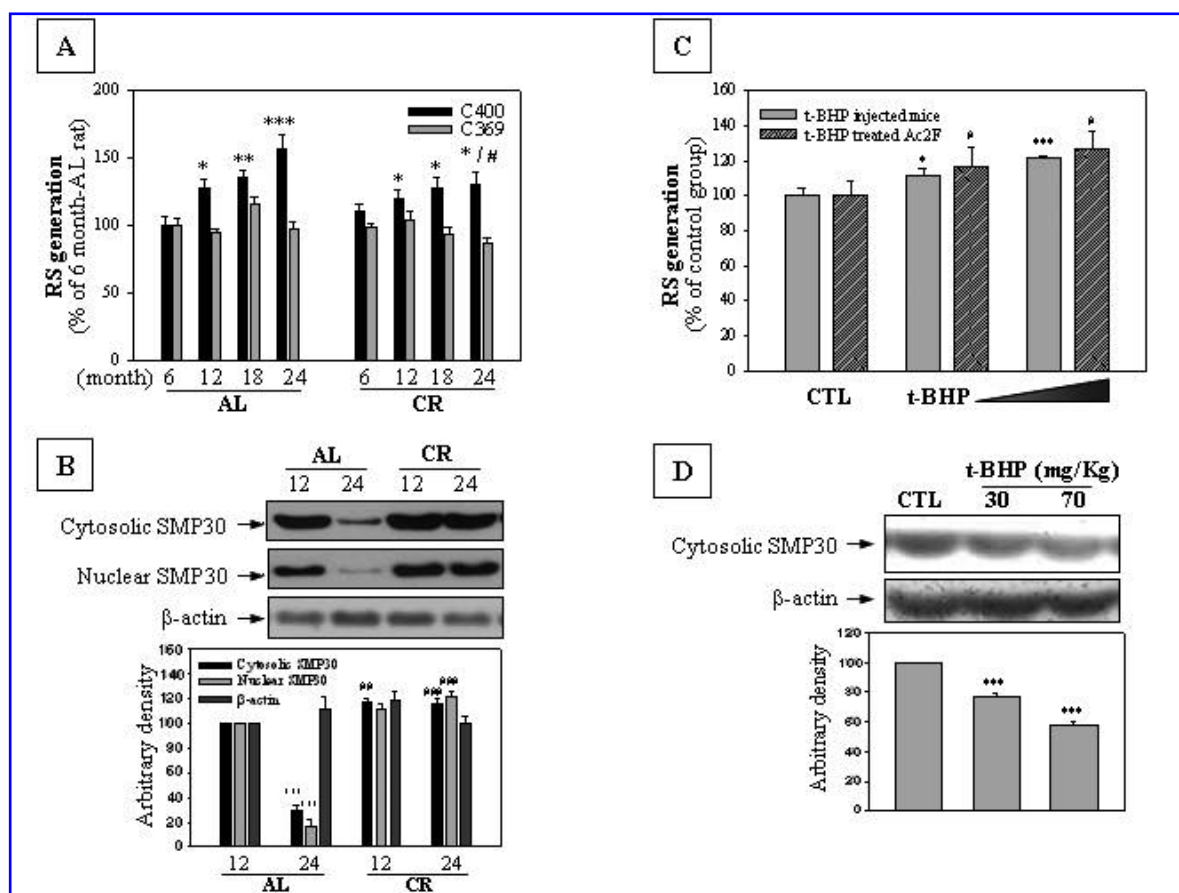 A
200
150
100
50
0
RS generation
(% of 6 month-AL rat)
C400
C369
* ** *** * * * / #
(month) 6 12 18 24 6 12 18 24
AL CR
B
AL CR
12 24 12 24
Cytosolic SMP30
Nuclear SMP30
β-actin
160
140
120
100
80
60
40
20
0
Arbitrary density
Cytosolic SMP30
Nuclear SMP30
β-actin
12 24 12 24
AL CR
C
160
140
120
100
80
60
40
20
0
RS generation
(% of control group)
t-BHP injected mice
t-BHP treated Ac2F
CTL t-BHP
D
t-BHP (mg/Kg)
CTL 30 70
Cytosolic SMP30
β-actin
120
100
80
60
40
20
0
Arbitrary density
*** ***